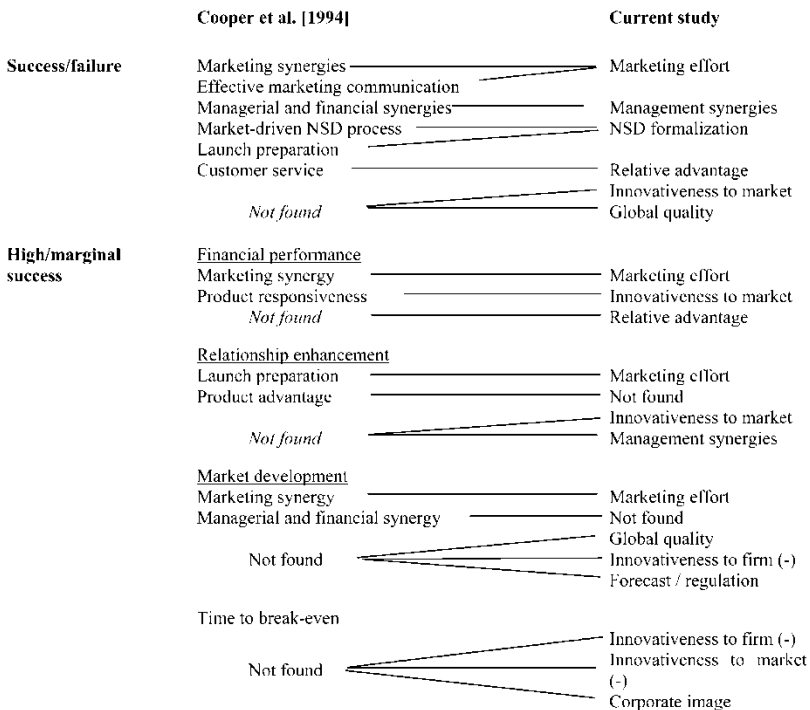 Cooper et al. [1994] Current study
Success/failure Marketing synergies Marketing effort
Effective marketing communication
Managerial and financial synergies Management synergies
Market-driven NSD process NSD formalization
Launch preparation
Customer service Relative advantage
Innovativeness to market
Not found Global quality
High/marginal Financial performance
success Marketing synergy Marketing effort
Product responsiveness Innovativeness to market
Not found Relative advantage
Relationship enhancement
Launch preparation Marketing effort
Product advantage Not found
Innovativeness to market
Not found Management synergies
Market development
Marketing synergy Marketing effort
Managerial and financial synergy Not found
Global quality
Not found Innovativeness to firm (-)
Forecast / regulation
Time to break-even
Innovativeness to firm (-)
Not found Innovativeness to market
(-)
Corporate image